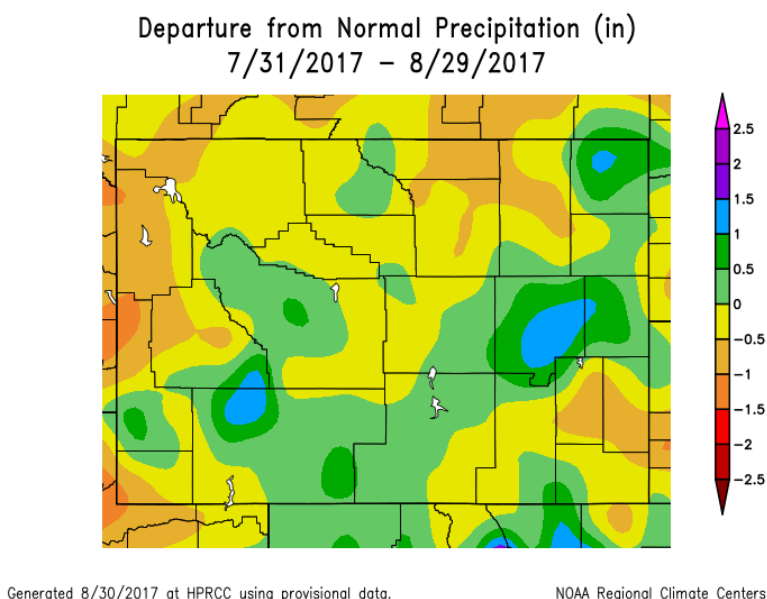 Departure from Normal Precipitation (in)
7/31/2017 – 8/29/2017
2.5
2
1.5
1
0.5
0
−0.5
−1
−1.5
−2
−2.5
Generated 8/30/2017 at HPRCC using provisional data.
NOAA Regional Climate Centers